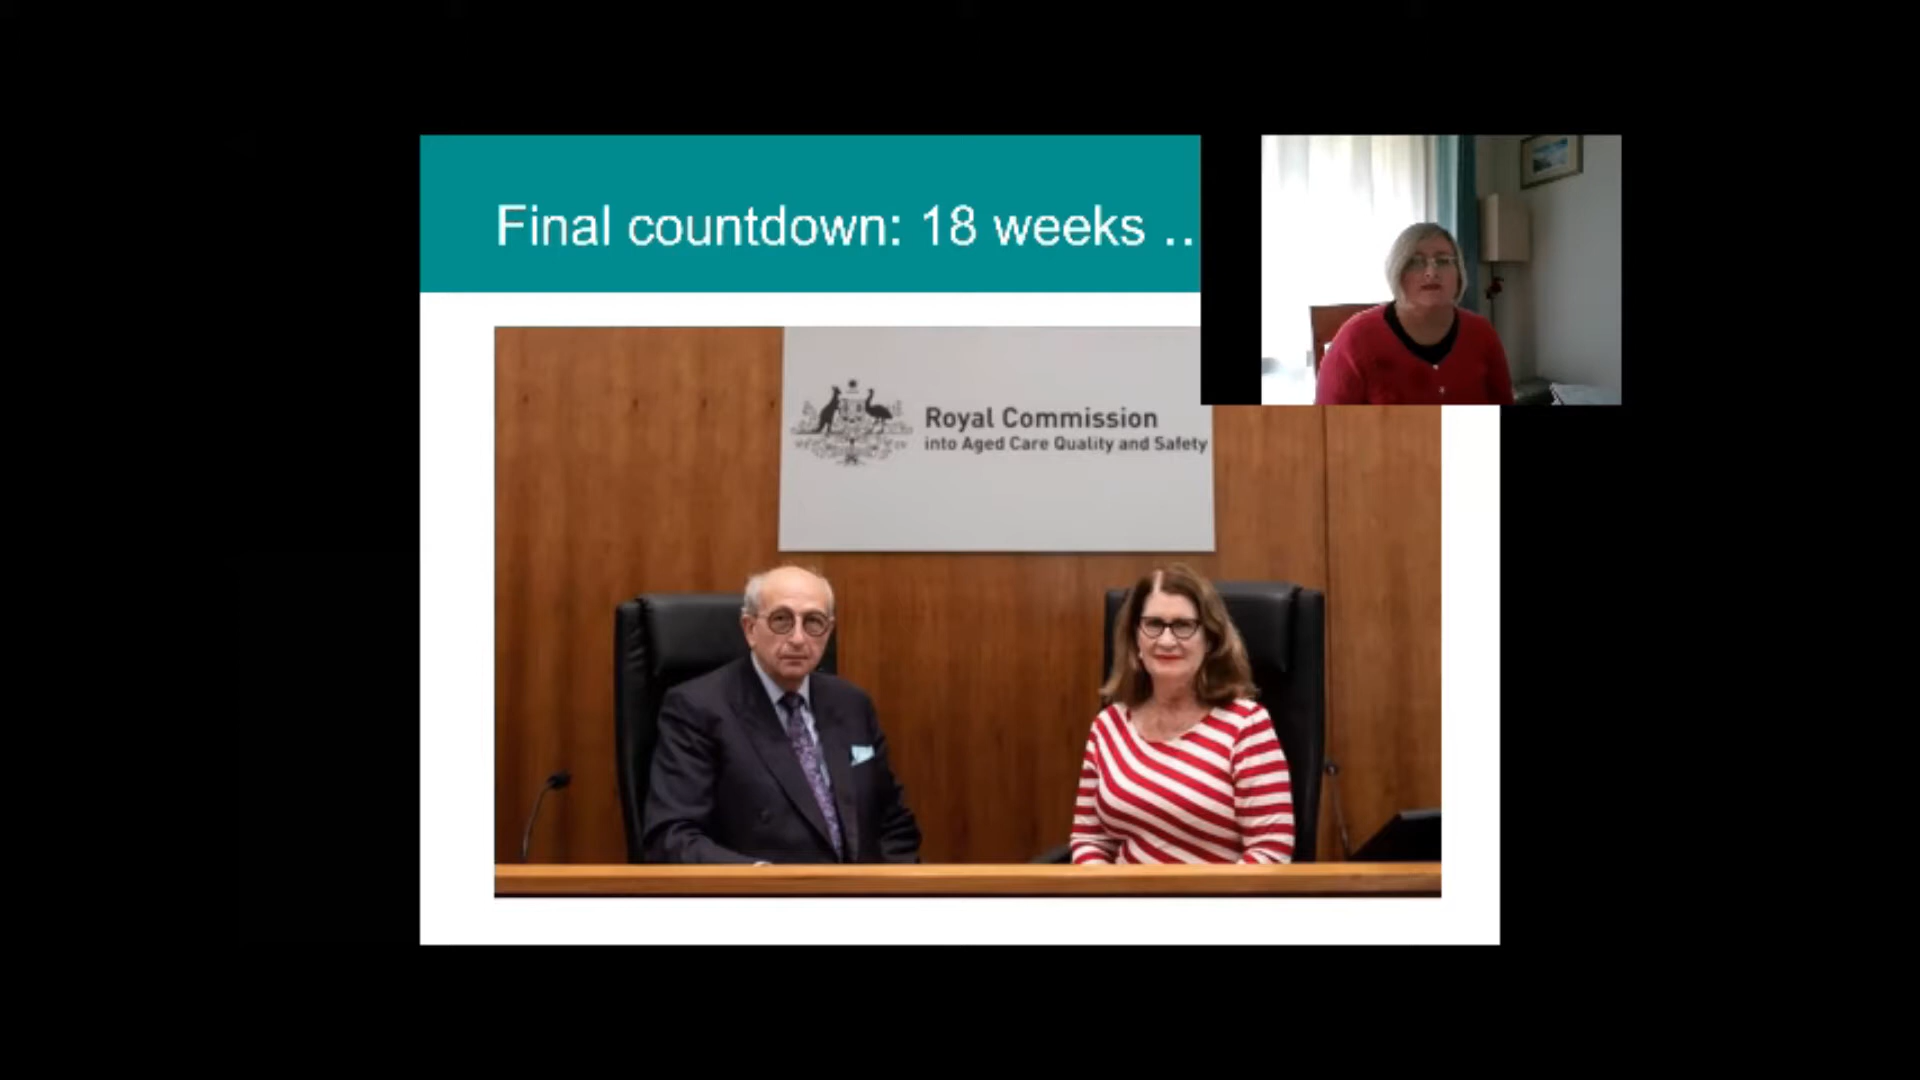 Final countdown: 18 weeks ..
Royal Commission
into Aged Care Quality and Safety